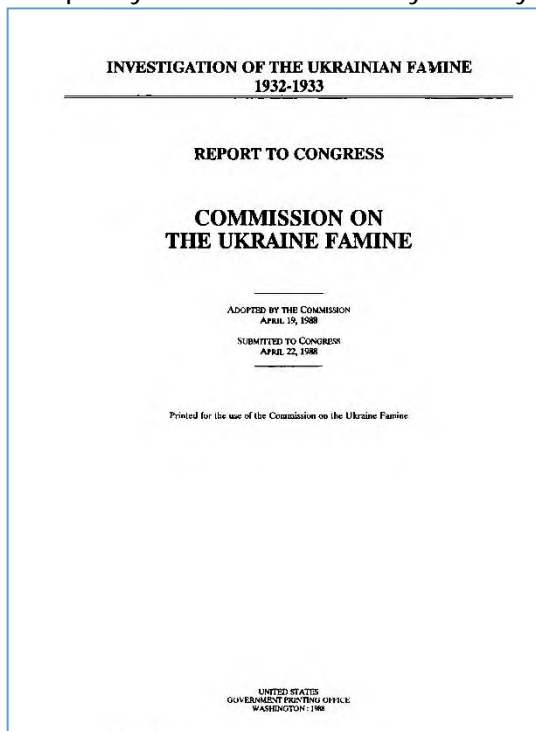 INVESTIGATION OF THE UKRAINIAN FAMINE
1932-1933
REPORT TO CONGRESS
COMMISSION ON
THE UKRAINE FAMINE
ADOPTED BY THE COMMISSION
APRIL 19, 1988
SUBMITTED TO CONGRESS
APRIL 22, 1988
Printed for the use of the Commission on the Ukraine Famine
UNITED STATES
GOVERNMENT PRINTING OFFICE
WASHINGTON : 1988